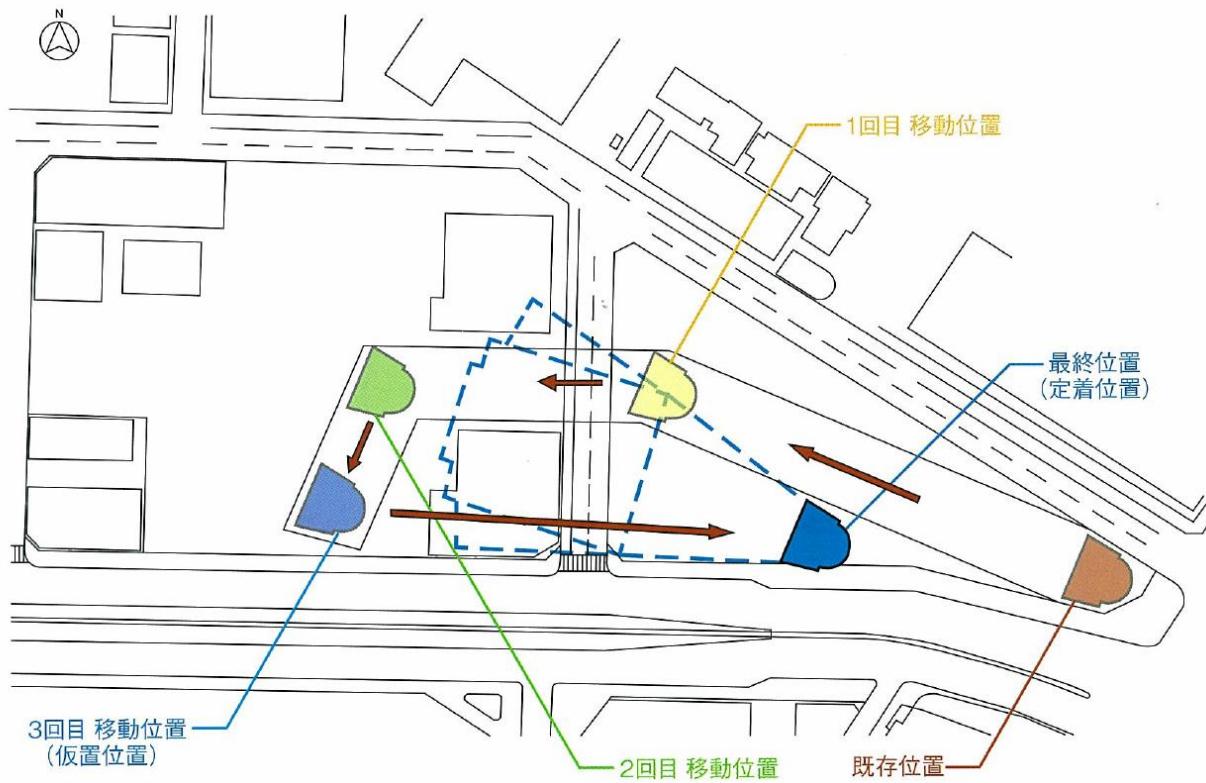 N
1回目 移動位置
最終位置
(定着位置)
3回目 移動位置
(仮置位置)
2回目 移動位置
既存位置